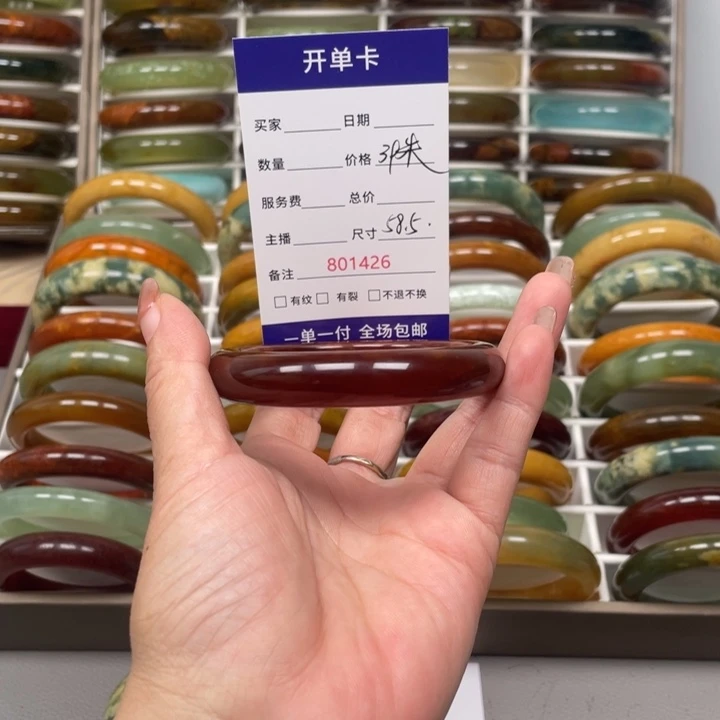 开单卡
买家 日期
数量 价格
服务费 总价
主播 尺寸 58.5.
备注 801426
□有纹 □有裂 □不退不换
一单一付 全场包邮